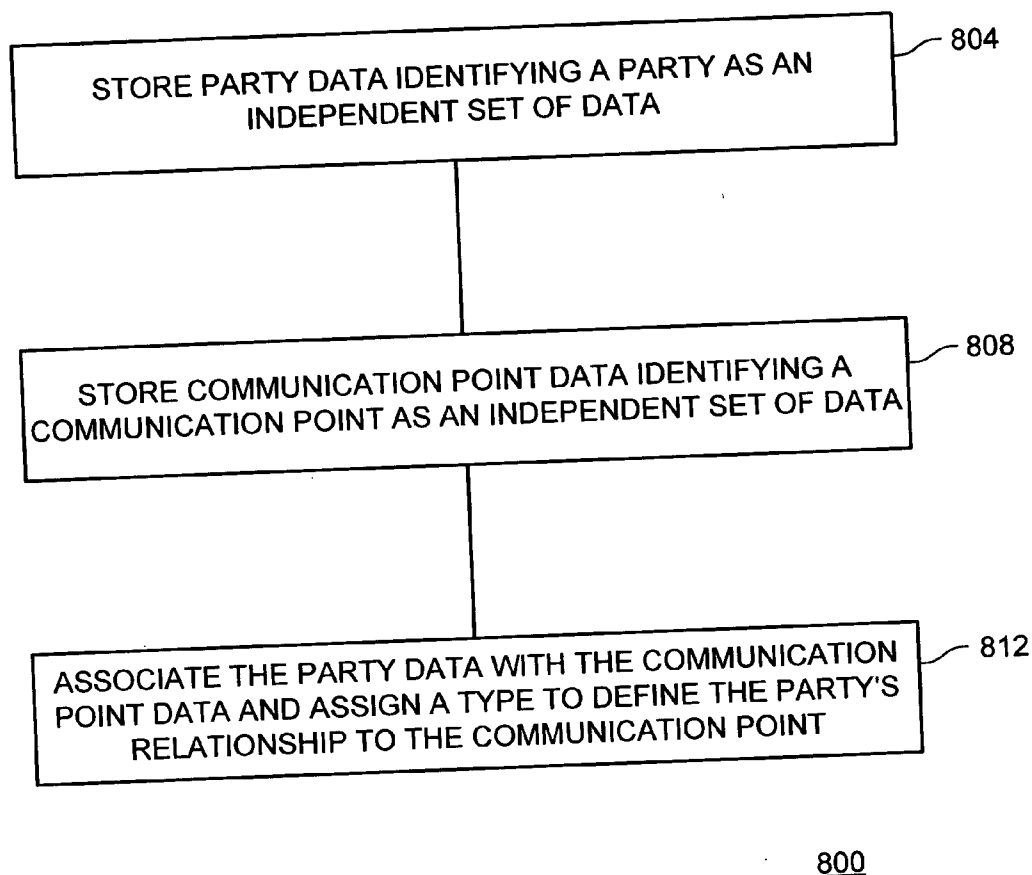 STORE PARTY DATA IDENTIFYING A PARTY AS AN
INDEPENDENT SET OF DATA
804
STORE COMMUNICATION POINT DATA IDENTIFYING A
COMMUNICATION POINT AS AN INDEPENDENT SET OF DATA
808
ASSOCIATE THE PARTY DATA WITH THE COMMUNICATION
POINT DATA AND ASSIGN A TYPE TO DEFINE THE PARTY'S
RELATIONSHIP TO THE COMMUNICATION POINT
812
800